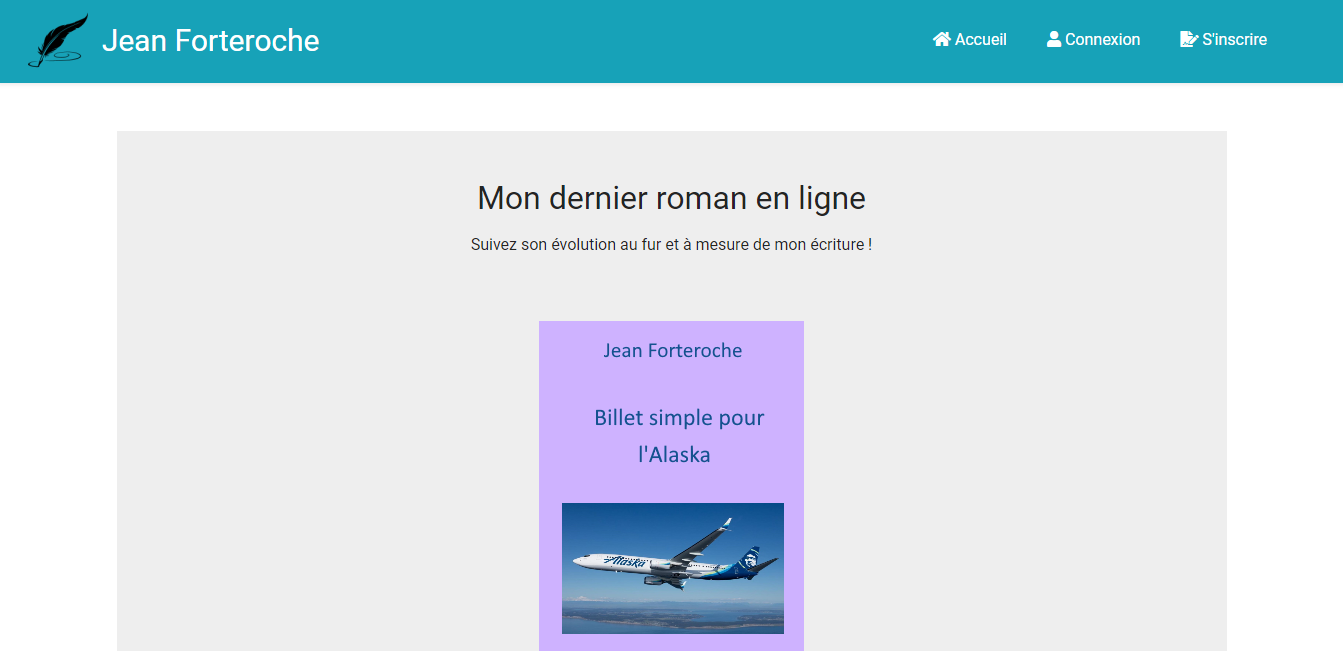 Jean Forteroche
Accueil
Connexion
S'inscrire
Mon dernier roman en ligne
Suivez son évolution au fur et à mesure de mon écriture !
Jean Forteroche
Billet simple pour
l'Alaska
Alaska